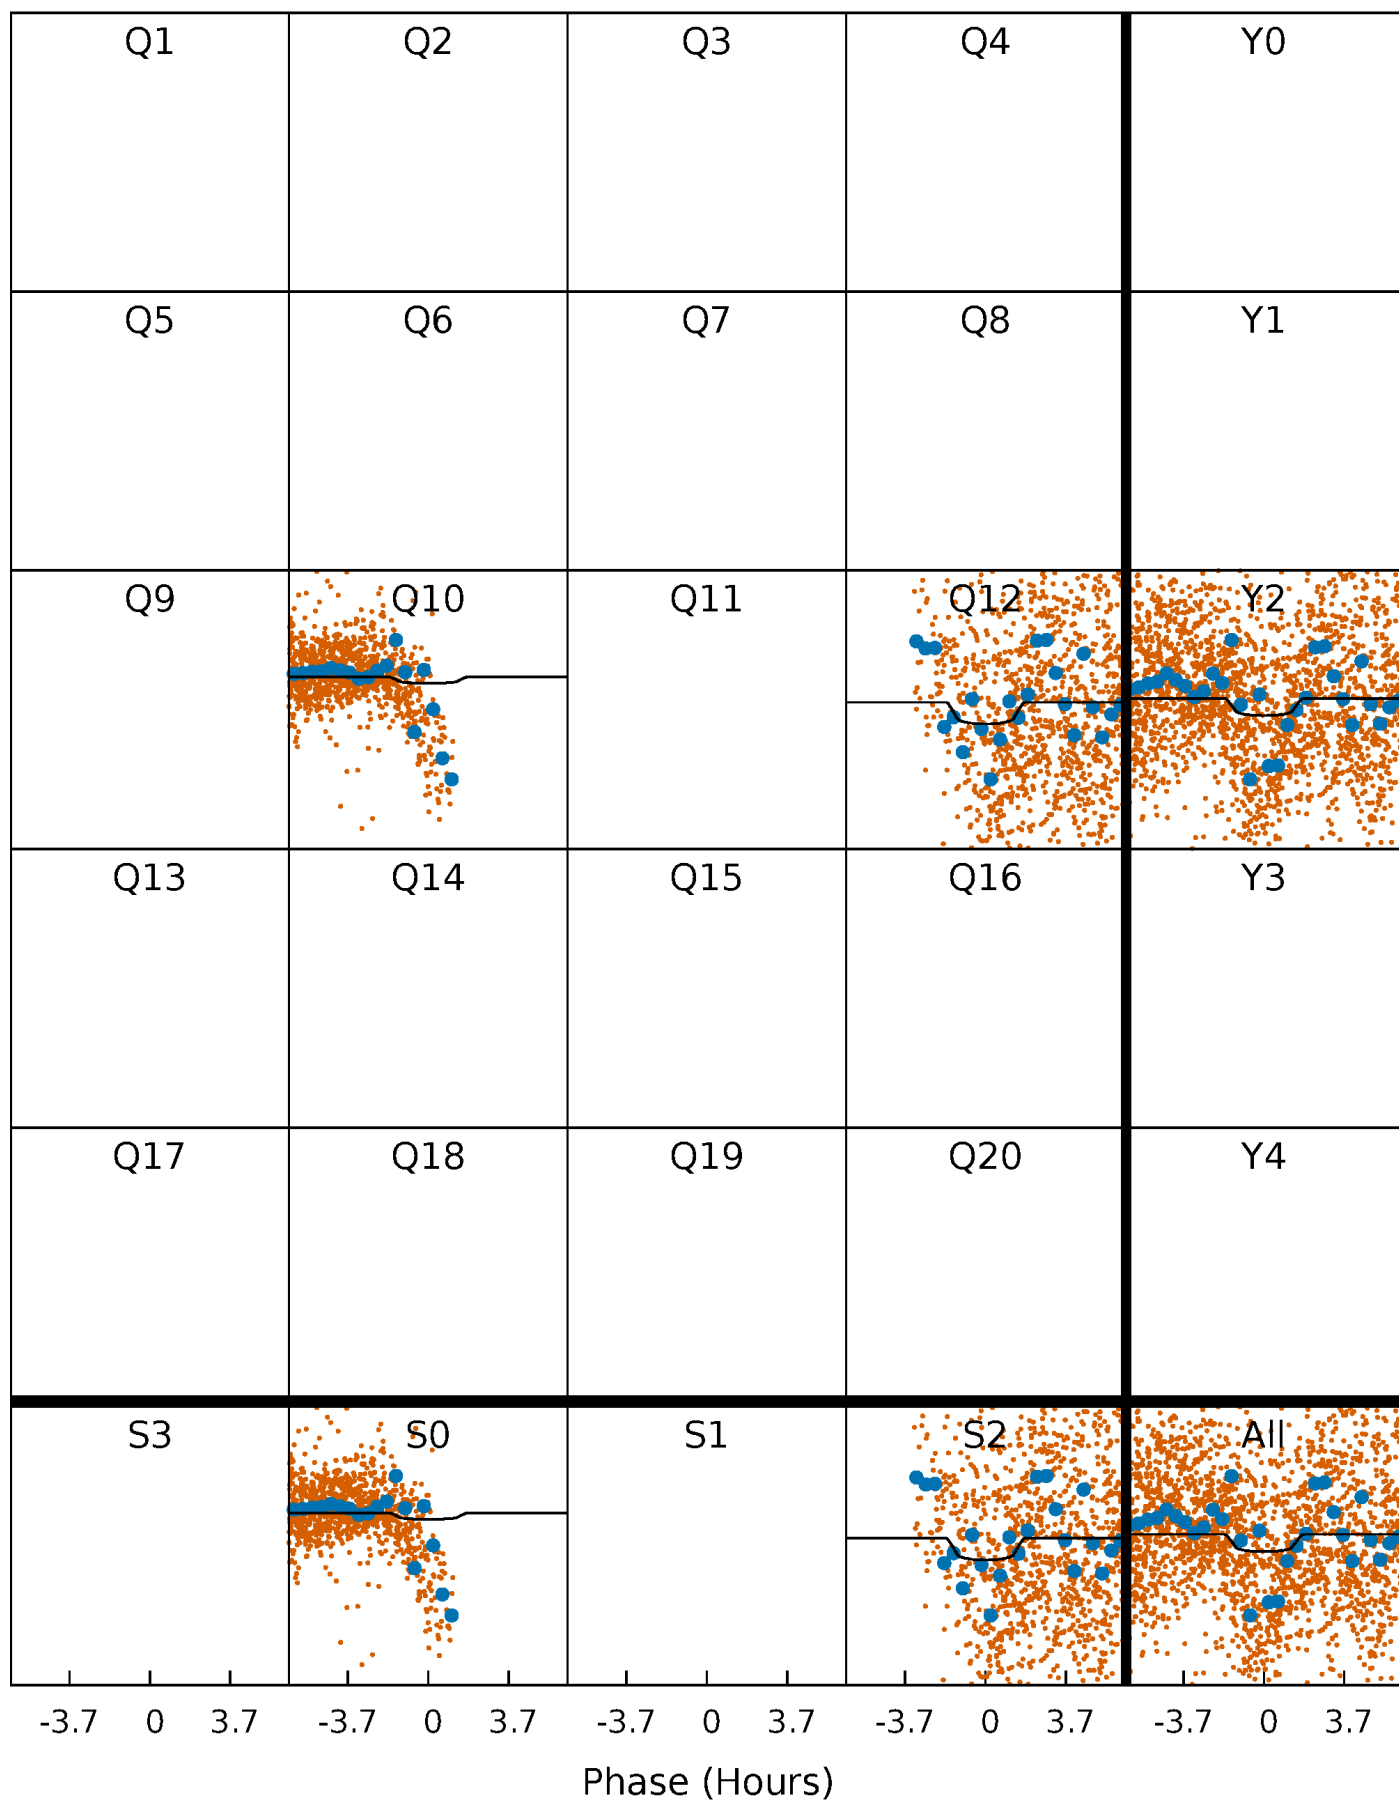 Q1 Q2 Q3 Q4 Y0
Q5 Q6 Q7 Q8 Y1
Q9 Q10 Q11 Q12 Y2
Q13 Q14 Q15 Q16 Y3
Q17 Q18 Q19 Q20 Y4
S3 S0 S1 S2 All
-3.7 0 3.7 -3.7 0 3.7 -3.7 0 3.7 -3.7 0 3.7 -3.7 0 3.7
Phase (Hours)